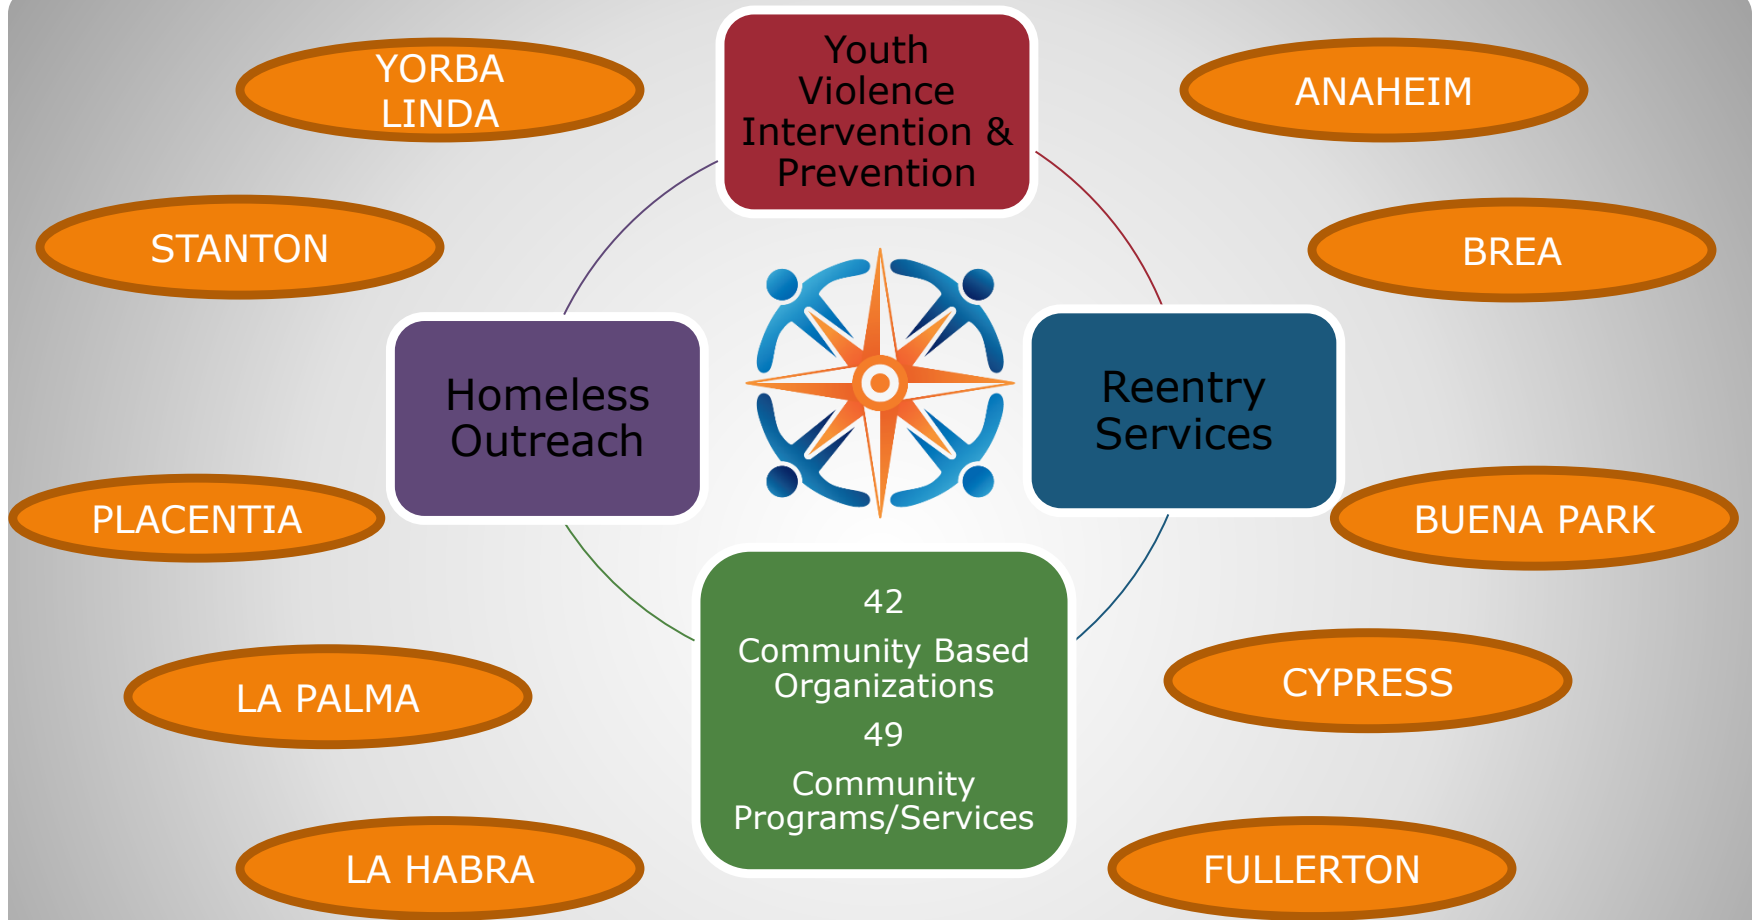 YORBA
LINDA
Youth
Violence
Intervention &
Prevention
ANAHEIM
STANTON
BREA
Homeless
Outreach
Reentry
Services
PLACENTIA
BUENA PARK
42
Community Based
Organizations
49
Community
Programs/Services
LA PALMA
CYPRESS
LA HABRA
FULLERTON